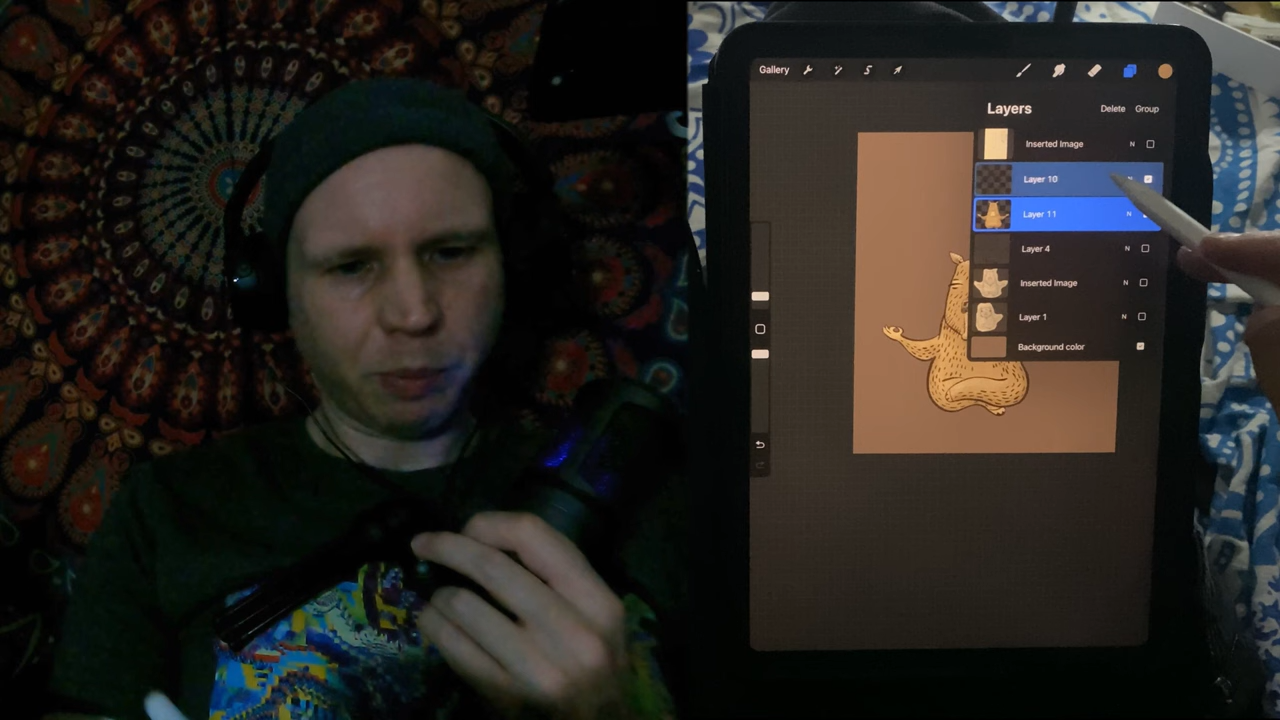 Gallery
Layers Delete Group
Inserted Image N
Layer 10
Layer 11 N
Layer 4 N
Inserted Image N
Layer 1 N
Background color